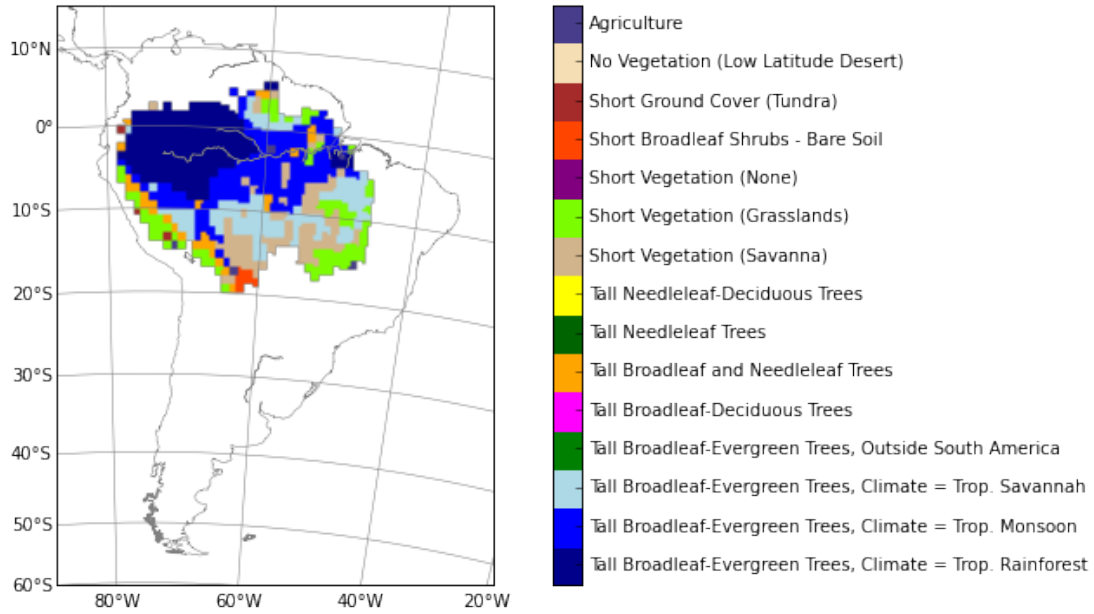 10°N
0°
10°S
20°S
30°S
40°S
50°S
60°S
80°W 60°W 40°W 20°W
Agriculture
No Vegetation (Low Latitude Desert)
Short Ground Cover (Tundra)
Short Broadleaf Shrubs - Bare Soil
Short Vegetation (None)
Short Vegetation (Grasslands)
Short Vegetation (Savanna)
Tall Needleleaf-Deciduous Trees
Tall Needleleaf Trees
Tall Broadleaf and Needleleaf Trees
Tall Broadleaf-Deciduous Trees
Tall Broadleaf-Evergreen Trees, Outside South America
Tall Broadleaf-Evergreen Trees, Climate = Trop. Savannah
Tall Broadleaf-Evergreen Trees, Climate = Trop. Monsoon
Tall Broadleaf-Evergreen Trees, Climate = Trop. Rainforest